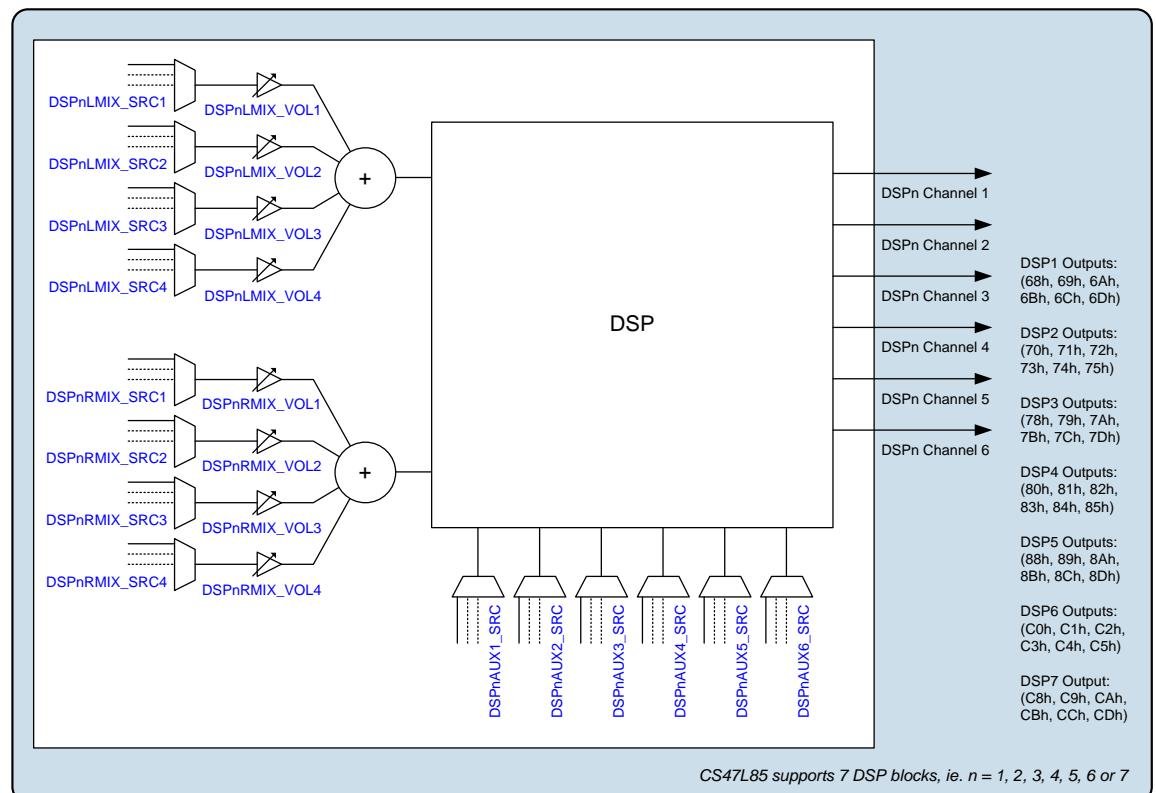 DSPnLMIX_SRC1
DSPnLMIX_VOL1
DSPnLMIX_SRC2
DSPnLMIX_VOL2
DSPnLMIX_SRC3
DSPnLMIX_VOL3
DSPnLMIX_SRC4
DSPnLMIX_VOL4
+
DSPnRMIX_SRC1
DSPnRMIX_VOL1
DSPnRMIX_SRC2
DSPnRMIX_VOL2
DSPnRMIX_SRC3
DSPnRMIX_VOL3
DSPnRMIX_SRC4
DSPnRMIX_VOL4
+
DSP
DSPnAUX1_SRC
DSPnAUX2_SRC
DSPnAUX3_SRC
DSPnAUX4_SRC
DSPnAUX5_SRC
DSPnAUX6_SRC
DSPn Channel 1
DSPn Channel 2
DSPn Channel 3
DSPn Channel 4
DSPn Channel 5
DSPn Channel 6
DSP1 Outputs:
(68h, 69h, 6Ah,
6Bh, 6Ch, 6Dh)
DSP2 Outputs:
(70h, 71h, 72h,
73h, 74h, 75h)
DSP3 Outputs:
(78h, 79h, 7Ah,
7Bh, 7Ch, 7Dh)
DSP4 Outputs:
(80h, 81h, 82h,
83h, 84h, 85h)
DSP5 Outputs:
(88h, 89h, 8Ah,
8Bh, 8Ch, 8Dh)
DSP6 Outputs:
(C0h, C1h, C2h,
C3h, C4h, C5h)
DSP7 Output:
(C8h, C9h, CAh,
CBh, CCh, CDh)
CS47L85 supports 7 DSP blocks, ie. n = 1, 2, 3, 4, 5, 6 or 7